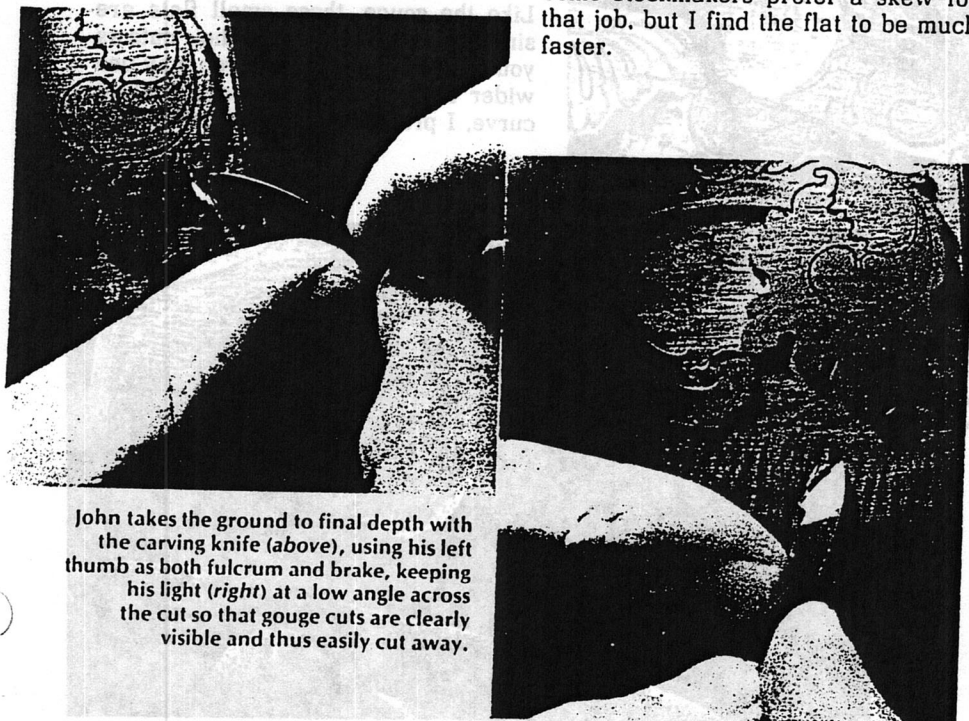 that job, but I find the flat to be much
faster.
John takes the ground to final depth with
the carving knife (above), using his left
thumb as both fulcrum and brake, keeping
his light (right) at a low angle across
the cut so that gouge cuts are clearly
visible and thus easily cut away.